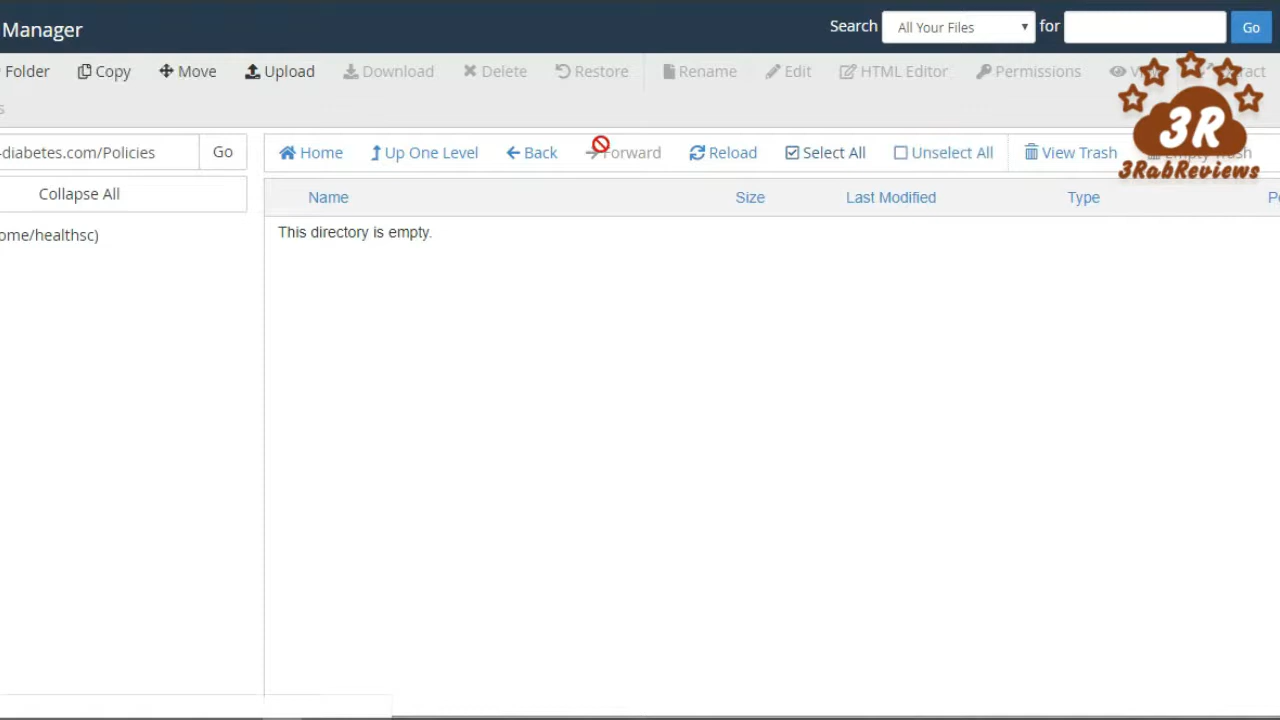 Manager
Search All Your Files for Go
Folder Copy Move Upload Download Delete Restore Rename Edit HTML Editor Permissions
s
-diabetes.com/Policies Go Home Up One Level Back Forward Reload Select All Unselect All View Trash Empty Trash
3R
3RabReviews
Collapse All
Name Size Last Modified Type
ome/healthsc)
This directory is empty.